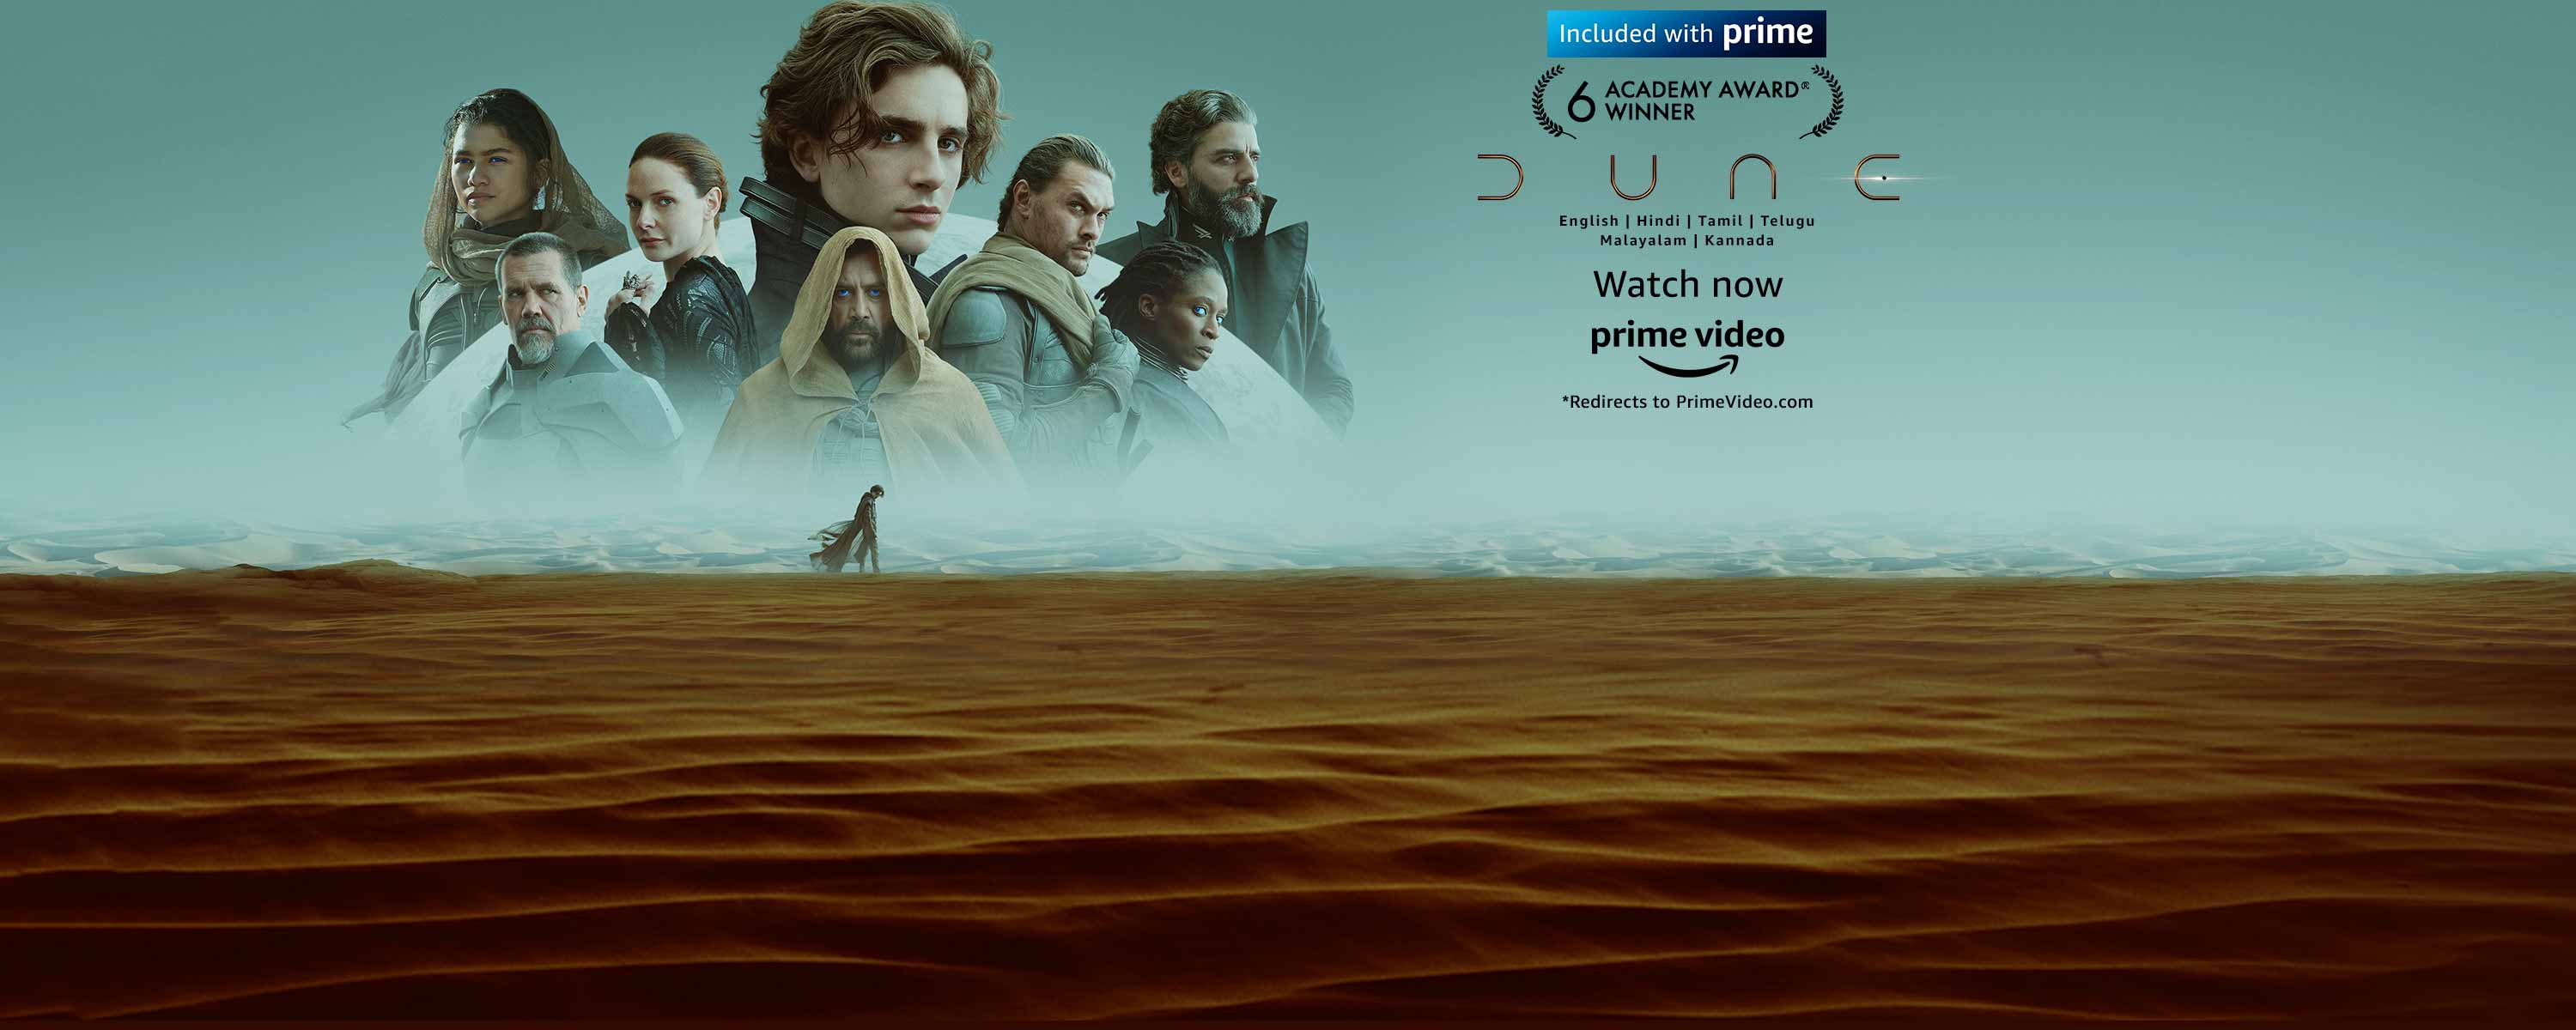 Included with prime
6 ACADEMY AWARD®
WINNER
DUNE
English | Hindi | Tamil | Telugu
Malayalam | Kannada
Watch now
prime video
*Redirects to PrimeVideo.com